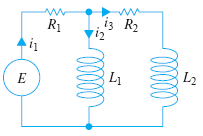 R₁ i₃ R₂
i₁ i₂
E L₁ L₂